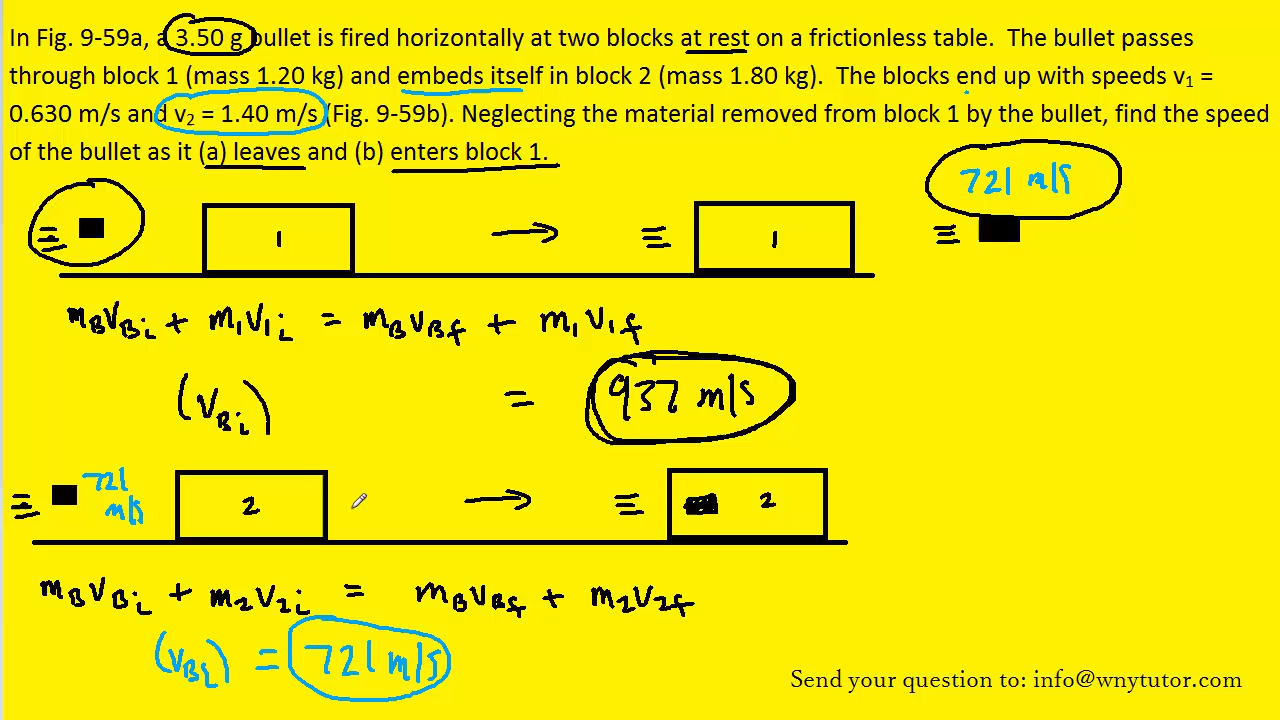 In Fig. 9-59a, a 3.50 g bullet is fired horizontally at two blocks at rest on a frictionless table. The bullet passes
through block 1 (mass 1.20 kg) and embeds itself in block 2 (mass 1.80 kg). The blocks end up with speeds v₁ =
0.630 m/s and v₂ = 1.40 m/s (Fig. 9-59b). Neglecting the material removed from block 1 by the bullet, find the speed
of the bullet as it (a) leaves and (b) enters block 1.
721 m/s
1 → 1
mBvBi + m1v1i = mBvBf + m1v1f
(vBi) = 937 m/s
721
m/s
2 → 2
mBvBi + m2v2i = mBvBf + m2v2f
(vBi) = 721 m/s
Send your question to: info@wnytutor.com